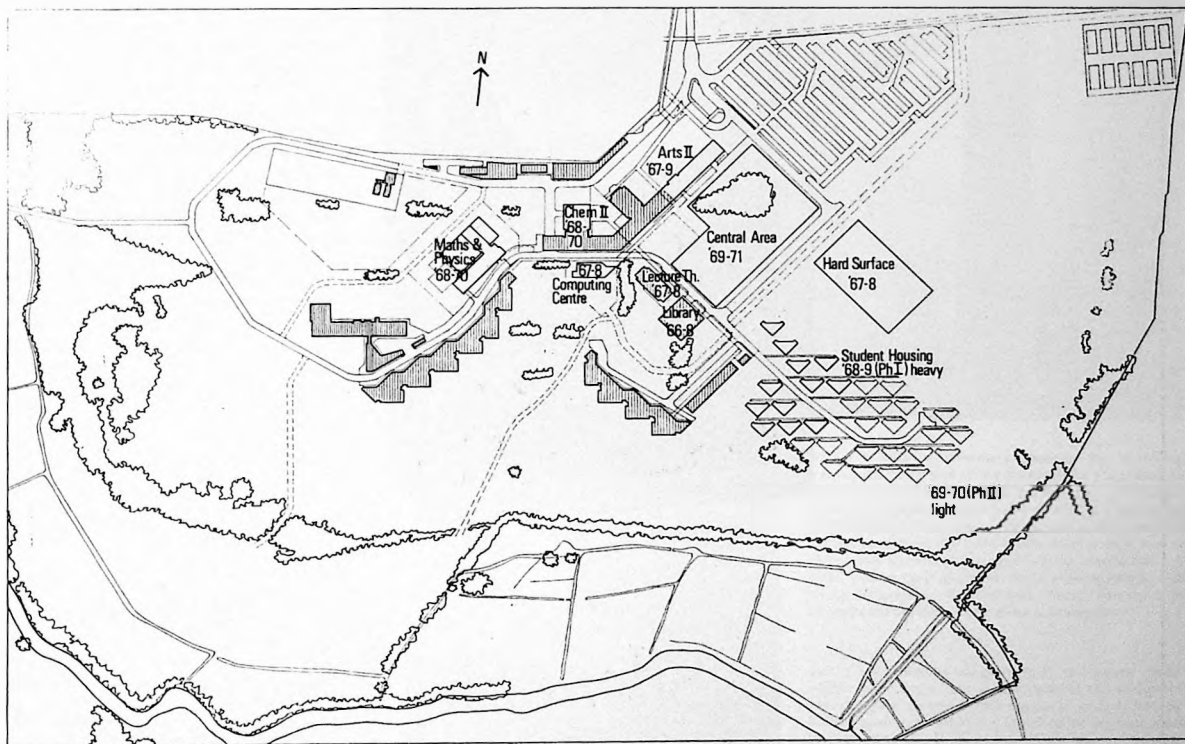 N
Arts II
'67-9
Chem II
'68-
70
Maths &
Physics
'68-70
Central Area
'69-71
'67-8
Computing
Centre
Lecture Th.
'67-8
Library
'66-8
Hard Surface
'67-8
Student Housing
'68-9 (Ph I) heavy
69-70 (Ph II)
light